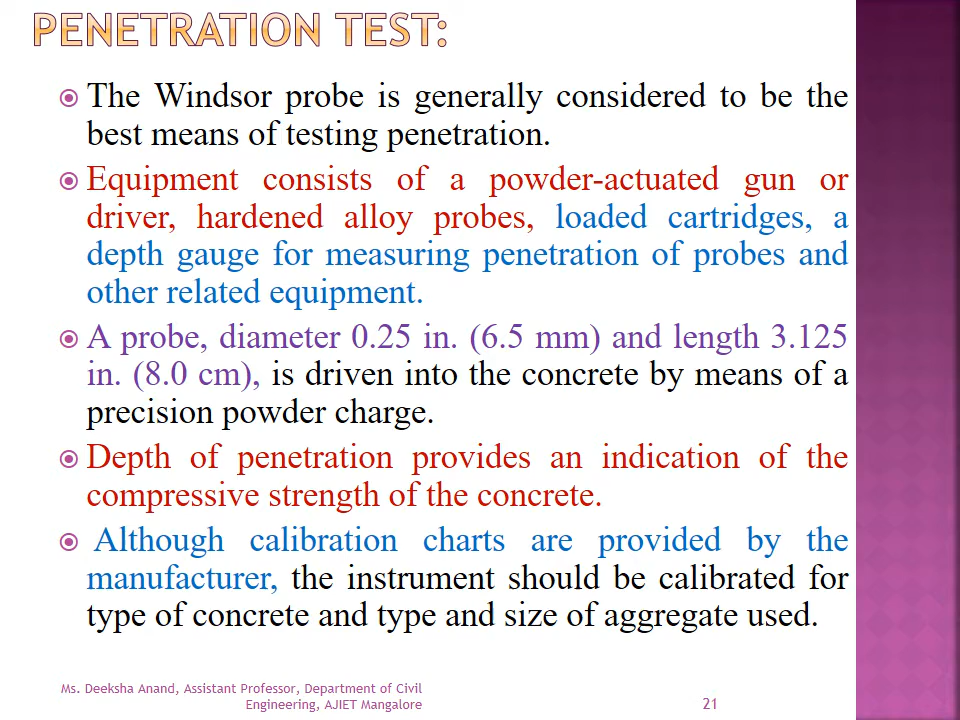 PENETRATION TEST:
The Windsor probe is generally considered to be the
best means of testing penetration.
Equipment consists of a powder-actuated gun or
driver, hardened alloy probes, loaded cartridges, a
depth gauge for measuring penetration of probes and
other related equipment.
A probe, diameter 0.25 in. (6.5 mm) and length 3.125
in. (8.0 cm), is driven into the concrete by means of a
precision powder charge.
Depth of penetration provides an indication of the
compressive strength of the concrete.
Although calibration charts are provided by the
manufacturer, the instrument should be calibrated for
type of concrete and type and size of aggregate used.
Ms. Deeksha Anand, Assistant Professor, Department of Civil
Engineering, AJIET Mangalore
21